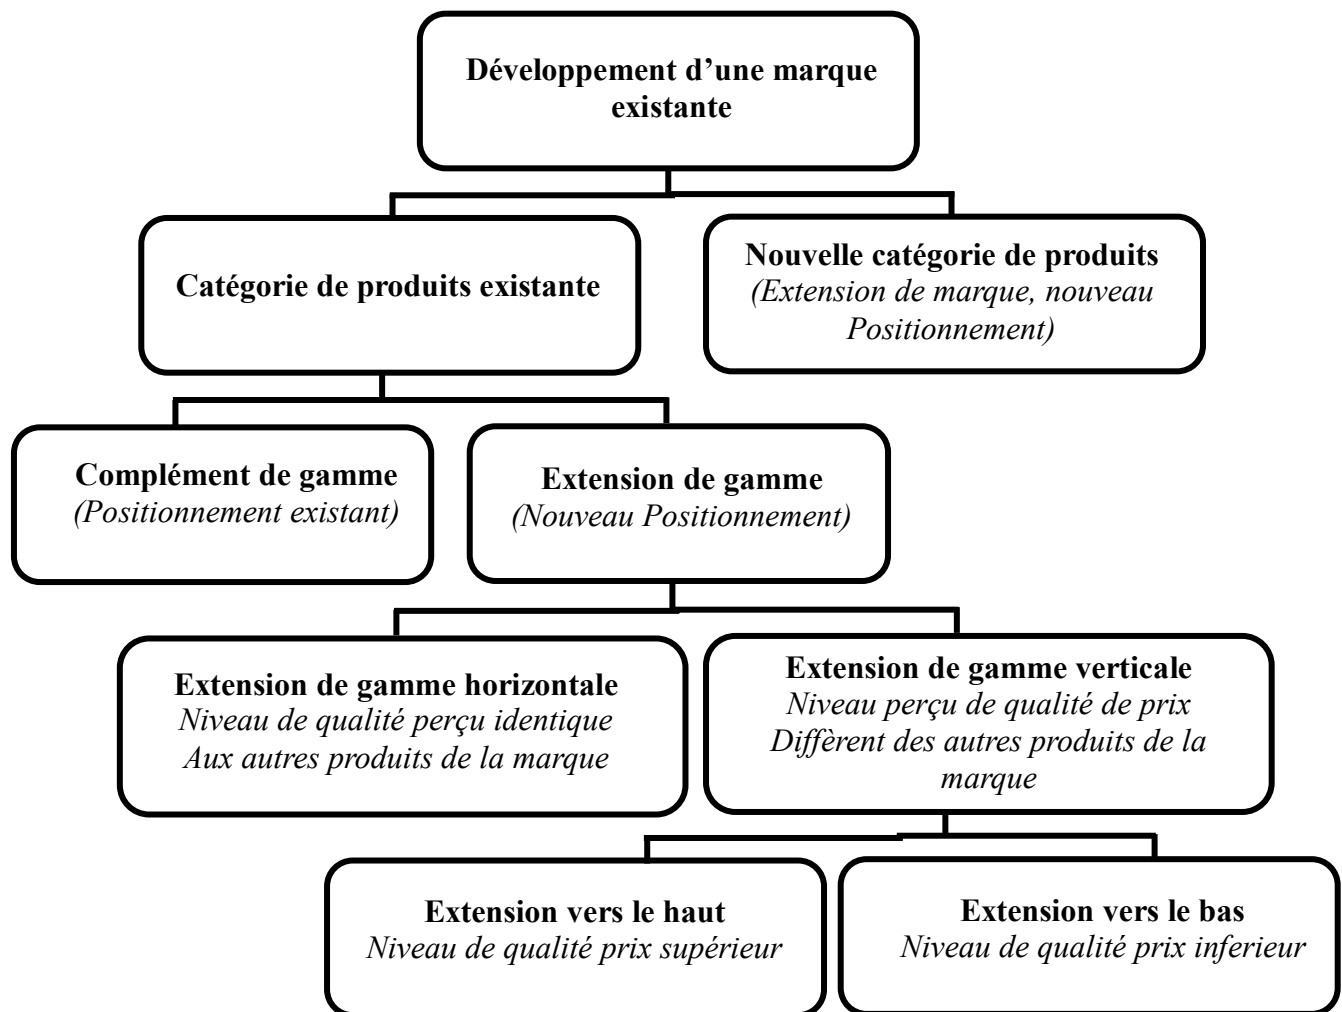 Développement d’une marque
existante
Catégorie de produits existante
Nouvelle catégorie de produits
(Extension de marque, nouveau
Positionnement)
Complément de gamme
(Positionnement existant)
Extension de gamme
(Nouveau Positionnement)
Extension de gamme horizontale
Niveau de qualité perçu identique
Aux autres produits de la marque
Extension de gamme verticale
Niveau perçu de qualité de prix
Diffèrent des autres produits de la
marque
Extension vers le haut
Niveau de qualité prix supérieur
Extension vers le bas
Niveau de qualité prix inferieur